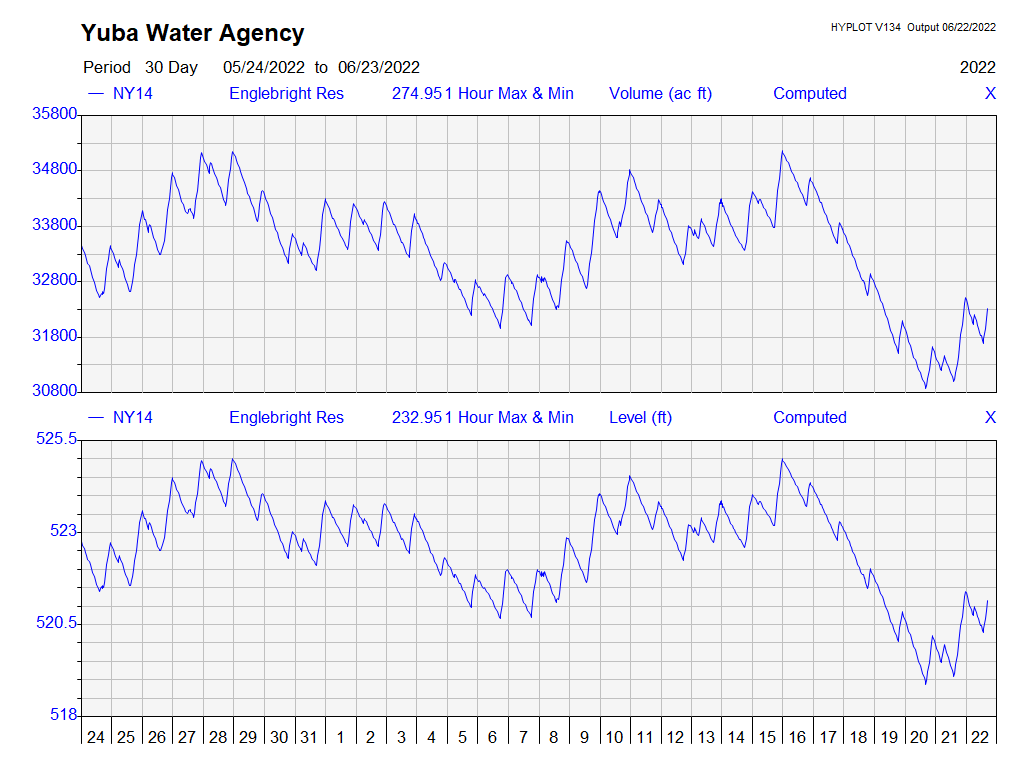 Yuba Water Agency
HYPLOT V134 Output 06/22/2022
Period 30 Day 05/24/2022 to 06/23/2022
2022
NY14 Englebright Res 274.951 Hour Max & Min Volume (ac ft) Computed X
35800
34800
33800
32800
31800
30800
NY14 Englebright Res 232.951 Hour Max & Min Level (ft) Computed X
525.5
523
520.5
518
24 25 26 27 28 29 30 31 1 2 3 4 5 6 7 8 9 10 11 12 13 14 15 16 17 18 19 20 21 22